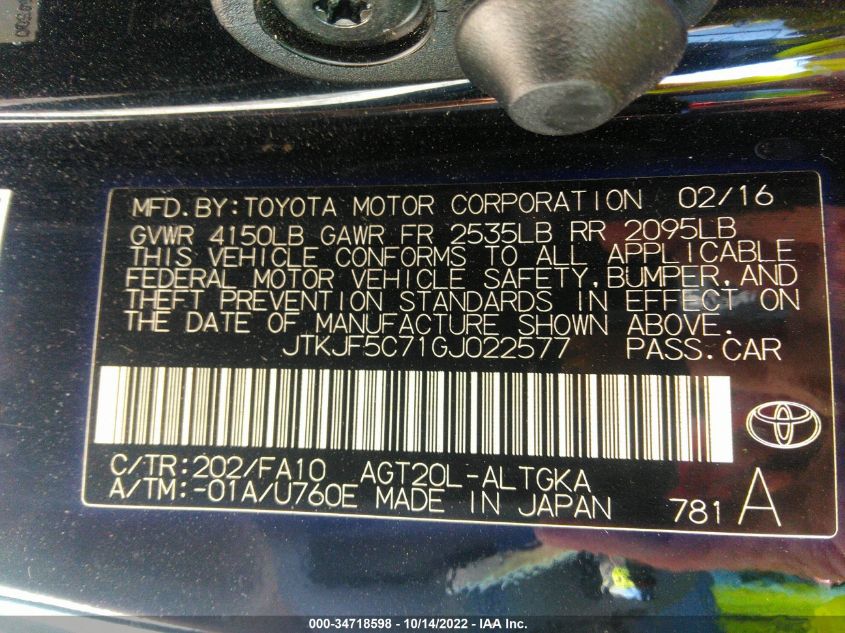 MFD.BY:TOYOTA MOTOR CORPORATION 02/16
GVWR 4150LB GAWR FR 2535LB RR 2095LB
THIS VEHICLE CONFORMS TO ALL APPLICABLE
FEDERAL MOTOR VEHICLE SAFETY,BUMPER,AND
THEFT PREVENTION STANDARDS IN EFFECT ON
THE DATE OF MANUFACTURE SHOWN ABOVE.
JTKJF5C71GJ022577 PASS.CAR
C/TR:202/FA10 AGT20L-ALTGKA
A/TM:-01A/U760E MADE IN JAPAN 781 A
000-34718598 - 10/14/2022 - IAA Inc.